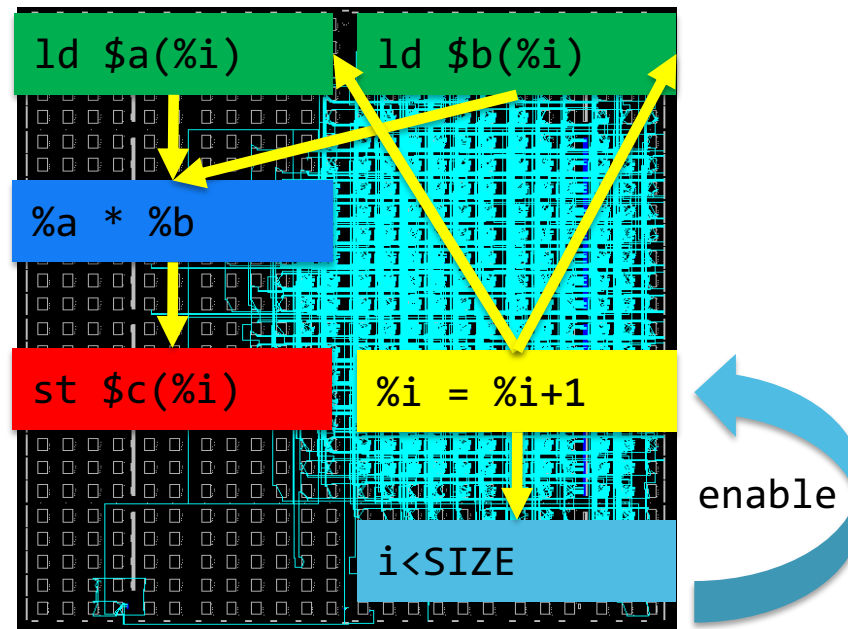 ld $a(%i)
ld $b(%i)
%a * %b
st $c(%i)
%i = %i+1
enable
i<SIZE